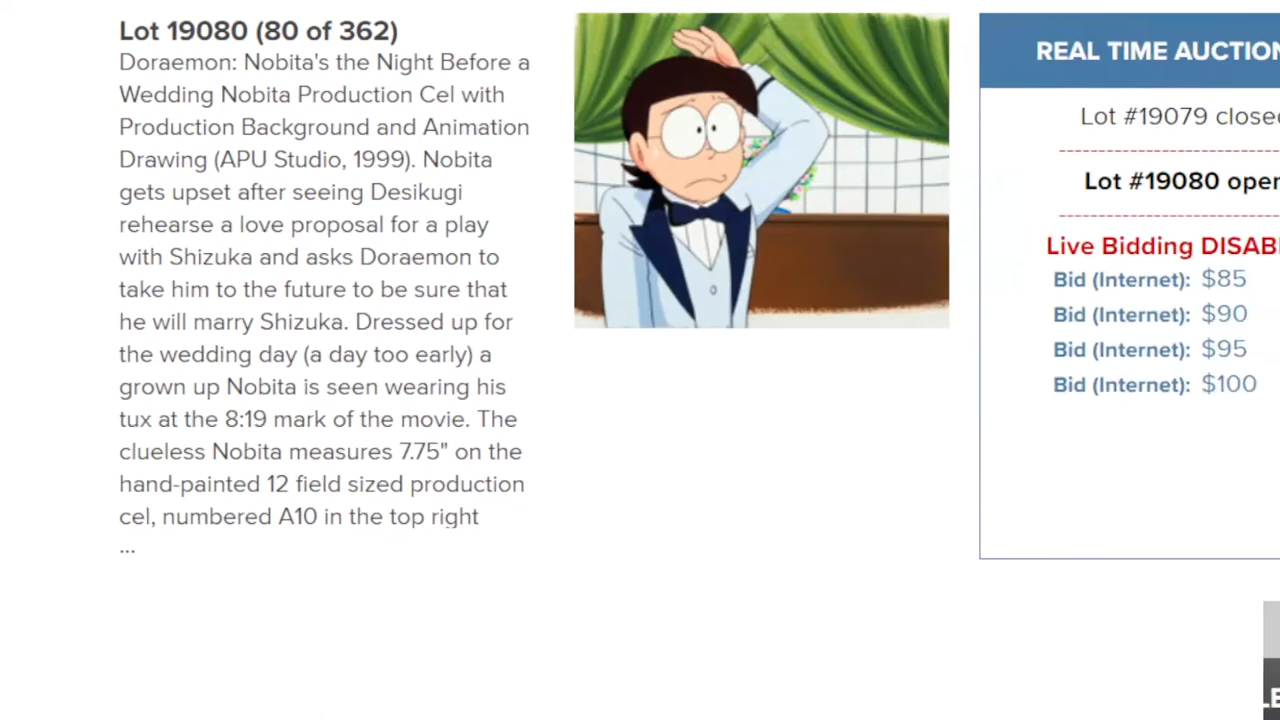 Lot 19080 (80 of 362)
Doraemon: Nobita's the Night Before a
Wedding Nobita Production Cel with
Production Background and Animation
Drawing (APU Studio, 1999). Nobita
gets upset after seeing Desikugi
rehearse a love proposal for a play
with Shizuka and asks Doraemon to
take him to the future to be sure that
he will marry Shizuka. Dressed up for
the wedding day (a day too early) a
grown up Nobita is seen wearing his
tux at the 8:19 mark of the movie. The
clueless Nobita measures 7.75" on the
hand-painted 12 field sized production
cel, numbered A10 in the top right
...
REAL TIME AUCTION
Lot #19079 closed
Lot #19080 open
Live Bidding DISAB
Bid (Internet): $85
Bid (Internet): $90
Bid (Internet): $95
Bid (Internet): $100